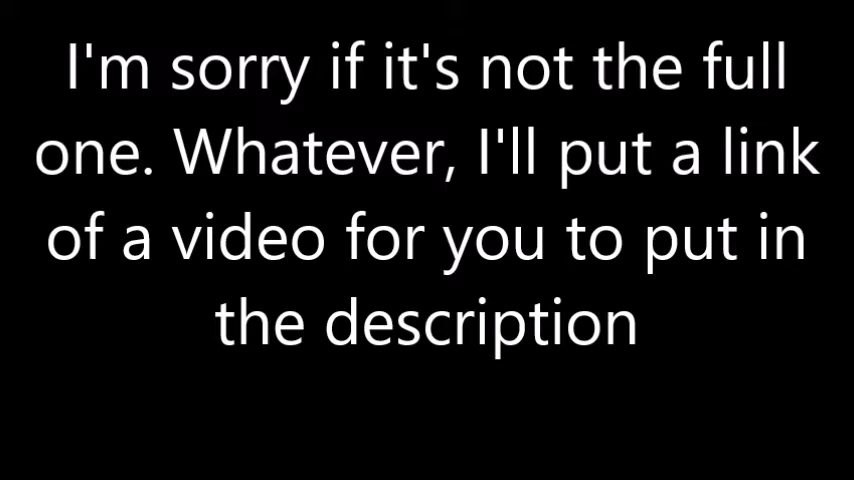 I'm sorry if it's not the full
one. Whatever, I'll put a link
of a video for you to put in
the description